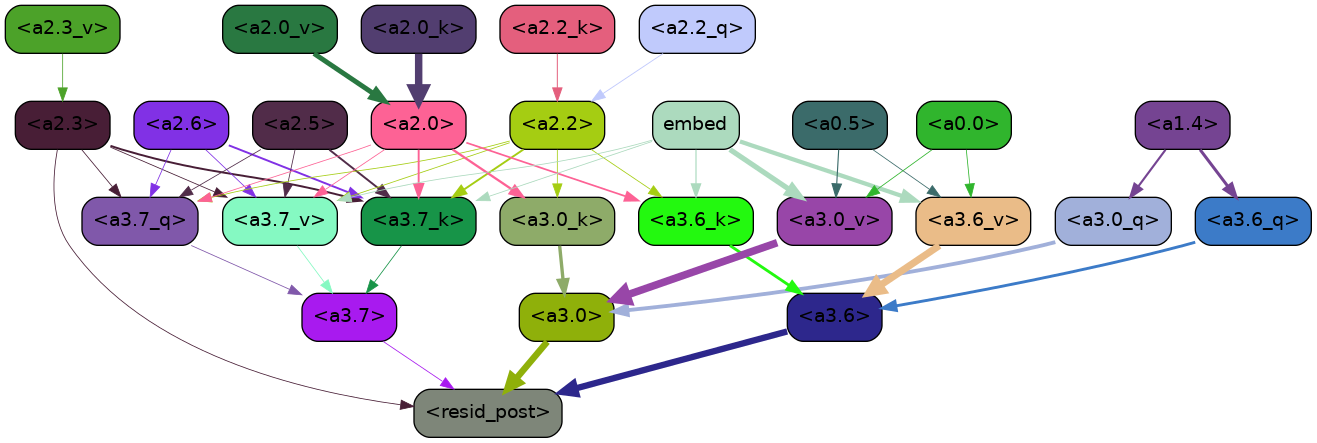 <a2.3_v>
<a2.0_v>
<a2.0_k>
<a2.2_k>
<a2.2_q>
<a2.3>
<a2.6>
<a2.5>
<a2.0>
<a2.2>
embed
<a0.5>
<a0.0>
<a1.4>
<a3.7_q>
<a3.7_v>
<a3.7_k>
<a3.0_k>
<a3.6_k>
<a3.0_v>
<a3.6_v>
<a3.0_q>
<a3.6_q>
<a3.7>
<a3.0>
<a3.6>
<resid_post>